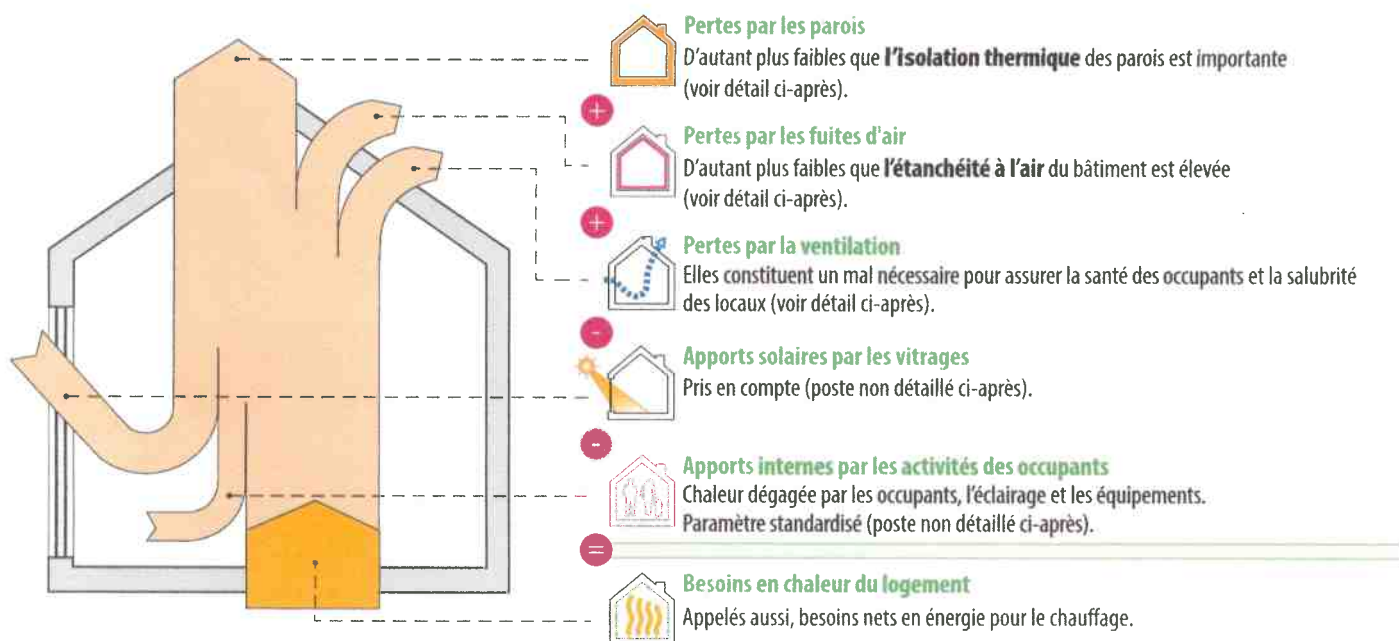 Pertes par les parois
D'autant plus faibles que l'isolation thermique des parois est importante
(voir détail ci-après).
+
Pertes par les fuites d'air
D'autant plus faibles que l'étanchéité à l'air du bâtiment est élevée
(voir détail ci-après).
+
Pertes par la ventilation
Elles constituent un mal nécessaire pour assurer la santé des occupants et la salubrité
des locaux (voir détail ci-après).
-
Apports solaires par les vitrages
Pris en compte (poste non détaillé ci-après).
-
Apports internes par les activités des occupants
Chaleur dégagée par les occupants, l'éclairage et les équipements.
Paramètre standardisé (poste non détaillé ci-après).
=
Besoins en chaleur du logement
Appelés aussi, besoins nets en énergie pour le chauffage.